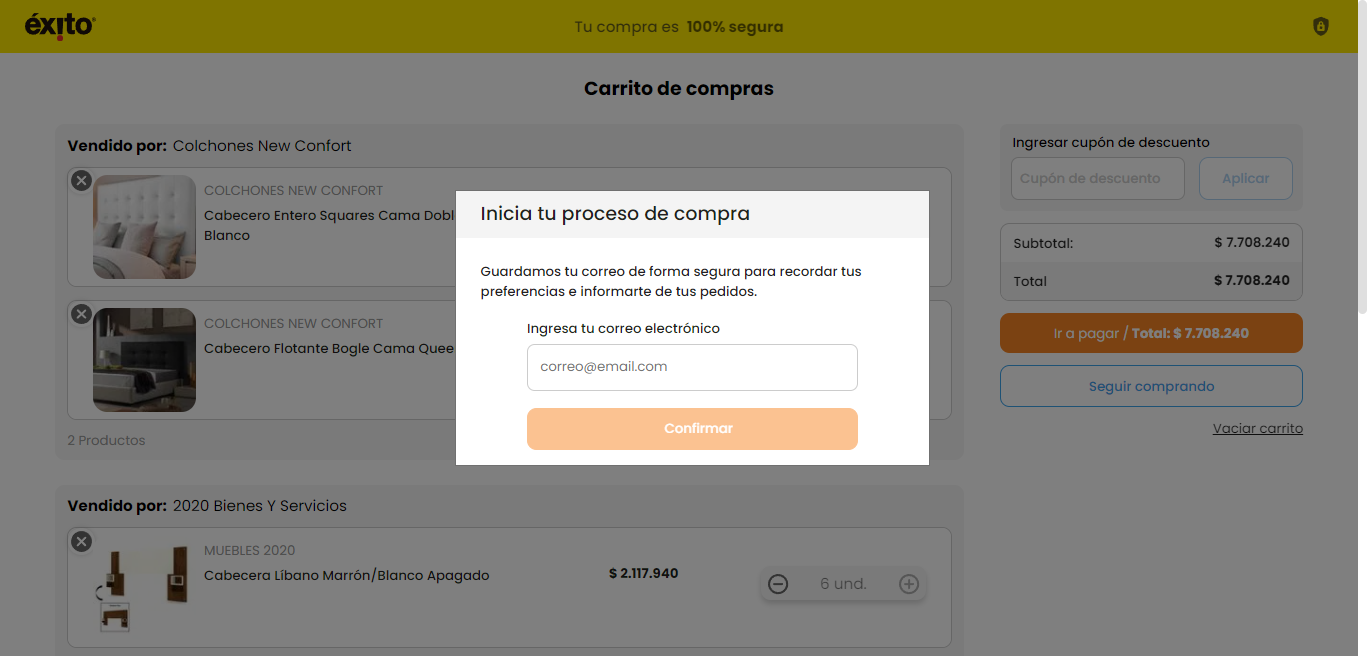 éxito
Tu compra es 100% segura
Carrito de compras
Vendido por: Colchones New Confort
COLCHONES NEW CONFORT
Cabecero Entero Squares Cama Dobl
Blanco
COLCHONES NEW CONFORT
Cabecero Flotante Bogle Cama Quee
2 Productos
Inicia tu proceso de compra
Guardamos tu correo de forma segura para recordar tus
preferencias e informarte de tus pedidos.
Ingresa tu correo electrónico
correo@email.com
Confirmar
Ingresar cupón de descuento
Cupón de descuento Aplicar
Subtotal: $ 7.708.240
Total $ 7.708.240
Ir a pagar / Total: $ 7.708.240
Seguir comprando
Vaciar carrito
Vendido por: 2020 Bienes Y Servicios
MUEBLES 2020
Cabecera Líbano Marrón/Blanco Apagado
$ 2.117.940
6 und.